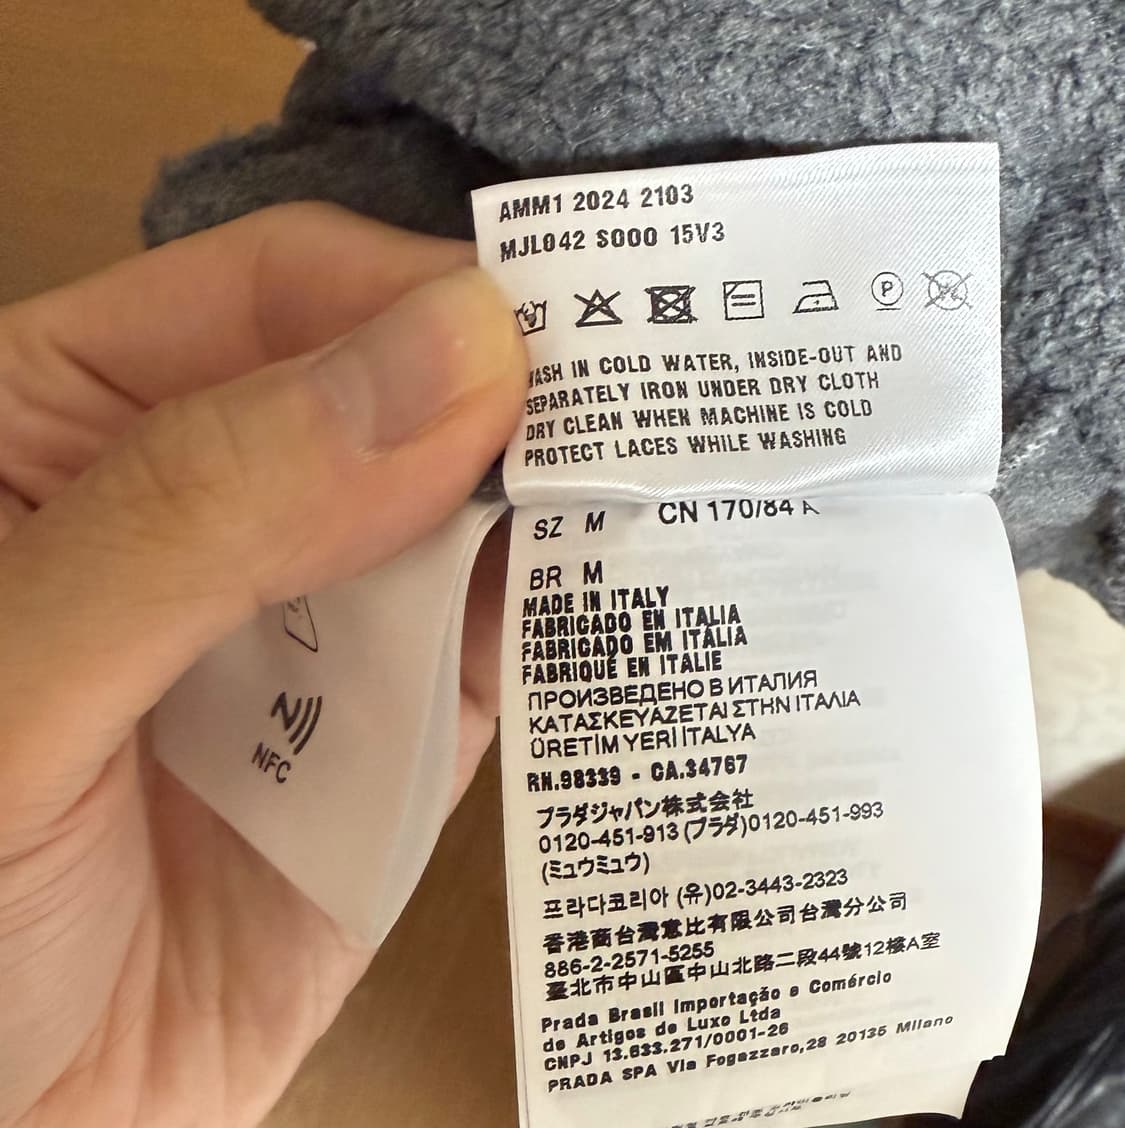 AMM1 2024 2103
MJL042 S000 15V3
P
WASH IN COLD WATER, INSIDE-OUT AND
SEPARATELY IRON UNDER DRY CLOTH
DRY CLEAN WHEN MACHINE IS COLD
PROTECT LACES WHILE WASHING
SZ M CN 170/84 A
BR M
MADE IN ITALY
FABRICADO EN ITALIA
FABRICADO EM ITÁLIA
FABRIQUÉ EN ITALIE
ПРОИЗВЕДЕНО В ИТАЛИЯ
ΚΑΤΑΣΚΕΥΑΖΕΤΑΙ ΣΤΗΝ ΙΤΑΛΙΑ
ÜRETİM YERİ İTALYA
RN.98339 - CA.34767
プラダジャパン株式会社
0120-451-913 (プラダ)0120-451-993
(ミュウミュウ)
프라다코리아 (유)02-3443-2323
香港商台灣意比有限公司台灣分公司
886-2-2571-5255
臺北市中山區中山北路二段44號12樓A室
Prada Brasil Importação e Comércio
de Artigos de Luxo Ltda
CNPJ 13.633.271/0001-26
PRADA SPA Via Fogazzaro,28 20135 Milano
NFC